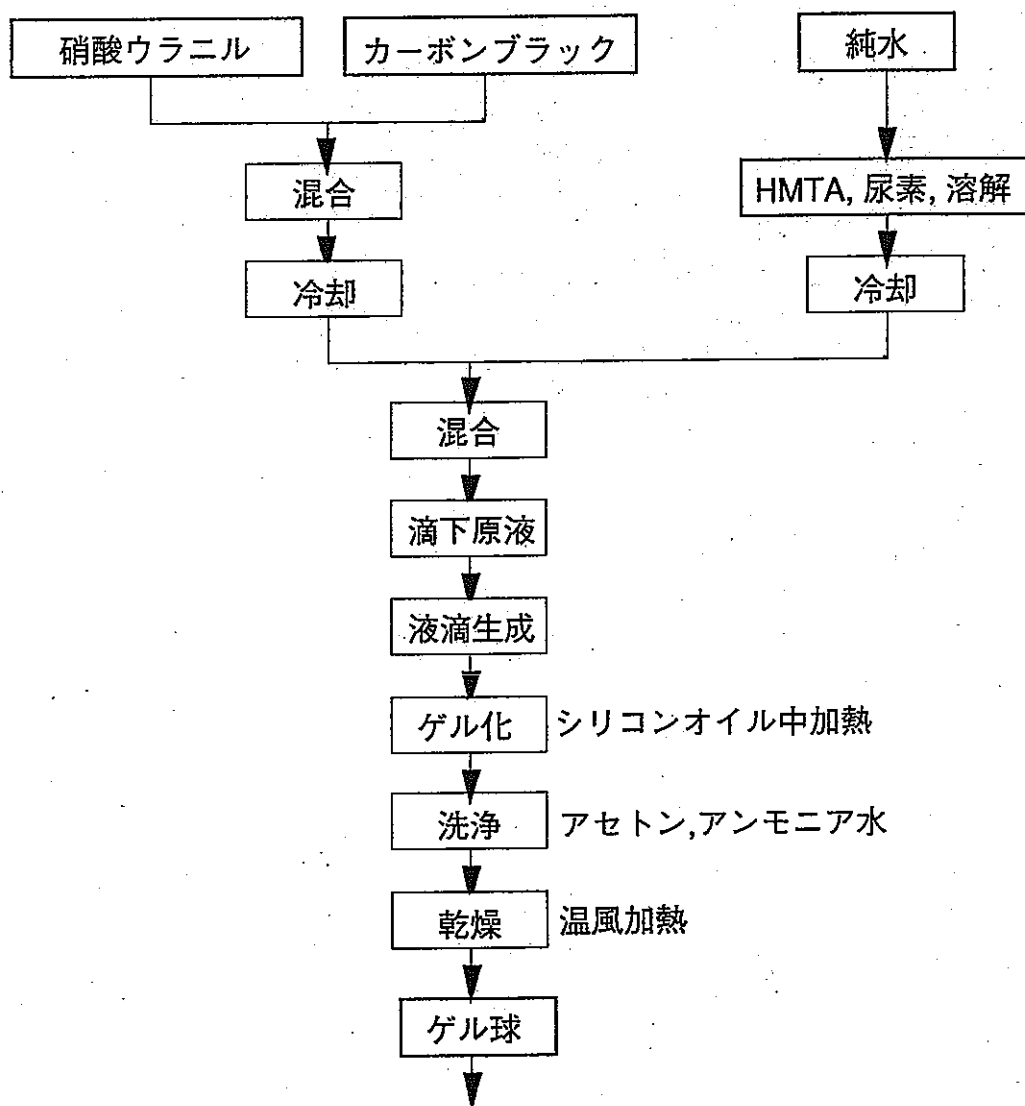 硝酸ウラニル
カーボンブラック
純水
混合
HMTA, 尿素, 溶解
冷却
冷却
混合
滴下原液
液滴生成
ゲル化
シリコンオイル中加熱
洗浄
アセトン,アンモニア水
乾燥
温風加熱
ゲル球